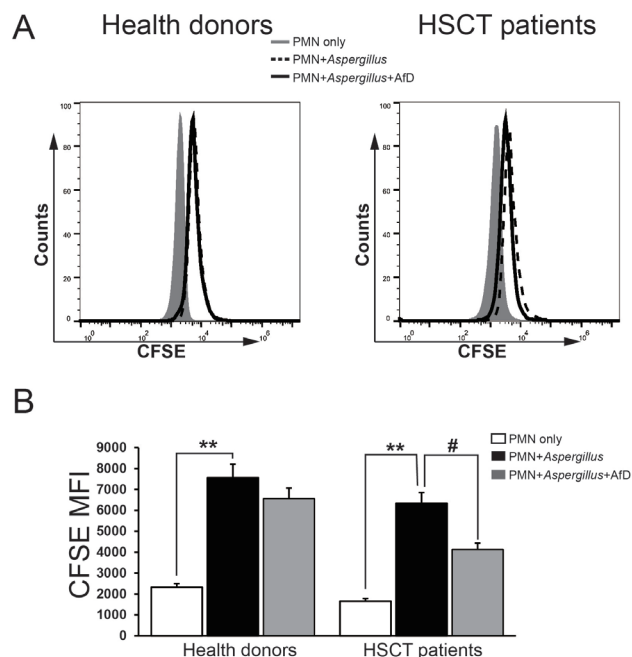 A
Health donors
HSCT patients
PMN only
PMN+Aspergillus
PMN+Aspergillus+AfD
100
80
60
40
20
0
Counts
10^0
10^2
10^4
10^6
CFSE
100
80
60
40
20
0
Counts
10^0
10^2
10^4
10^6
CFSE
B
9000
8000
7000
6000
5000
4000
3000
2000
1000
0
CFSE MFI
**
**
#
PMN only
PMN+Aspergillus
PMN+Aspergillus+AfD
Health donors
HSCT patients